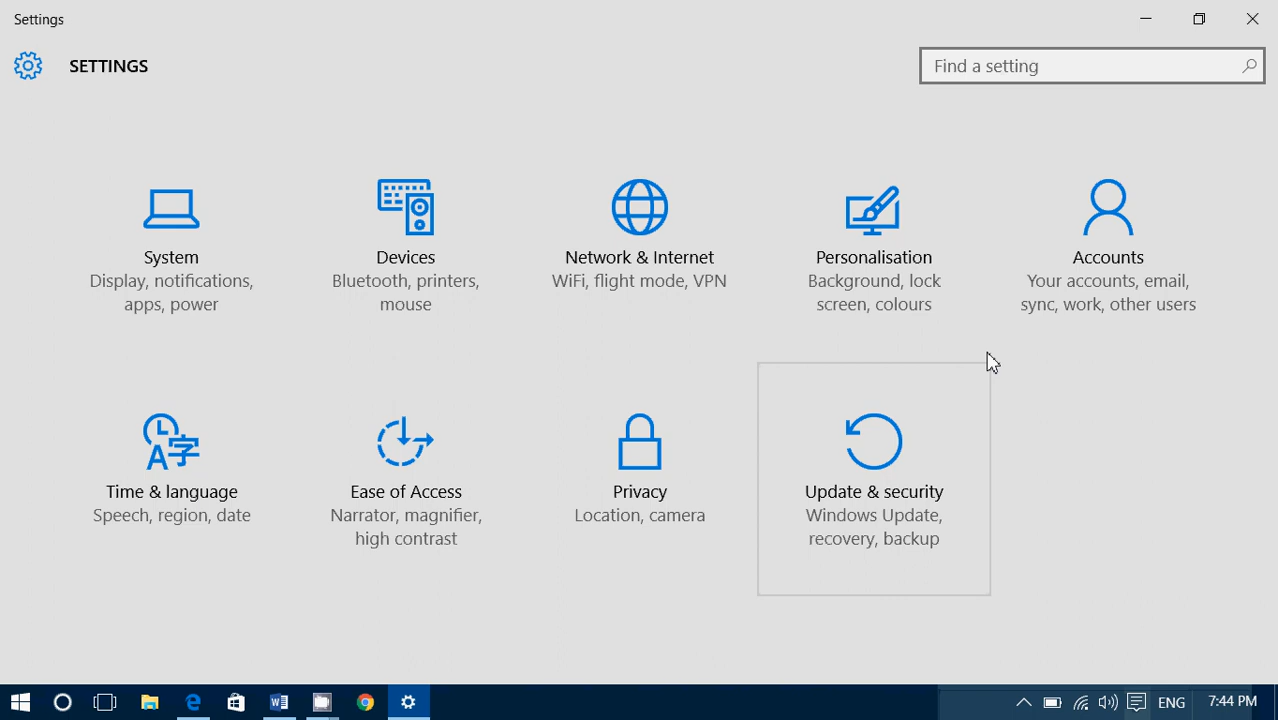 Settings
SETTINGS
Find a setting
System
Display, notifications,
apps, power
Devices
Bluetooth, printers,
mouse
Network & Internet
WiFi, flight mode, VPN
Personalisation
Background, lock
screen, colours
Accounts
Your accounts, email,
sync, work, other users
Time & language
Speech, region, date
Ease of Access
Narrator, magnifier,
high contrast
Privacy
Location, camera
Update & security
Windows Update,
recovery, backup
ENG
7:44 PM